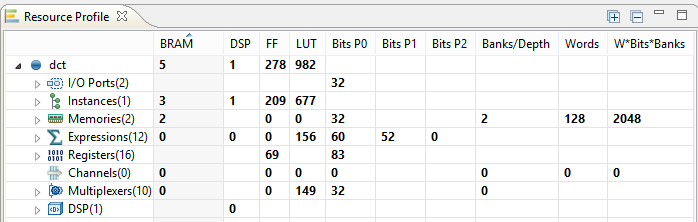 Resource Profile
BRAM DSP FF LUT Bits P0 Bits P1 Bits P2 Banks/Depth Words W*Bits*Banks
dct 5 1 278 982
I/O Ports(2) 32
Instances(1) 3 1 209 677
Memories(2) 2 0 0 32 2 128 2048
Expressions(12) 0 0 0 156 60 52 0
Registers(16) 69 83
Channels(0) 0 0 0 0 0 0 0
Multiplexers(10) 0 0 149 32 0
DSP(1) 0